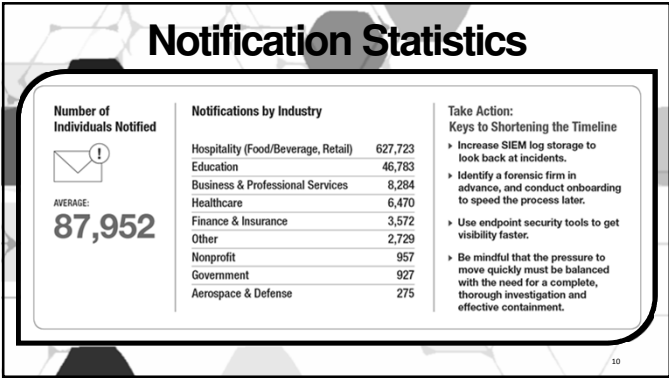 Notification Statistics
Number of
Individuals Notified
!
AVERAGE:
87,952
Notifications by Industry
Hospitality (Food/Beverage, Retail) 627,723
Education 46,783
Business & Professional Services 8,284
Healthcare 6,470
Finance & Insurance 3,572
Other 2,729
Nonprofit 957
Government 927
Aerospace & Defense 275
Take Action:
Keys to Shortening the Timeline
Increase SIEM log storage to
look back at incidents.
Identify a forensic firm in
advance, and conduct onboarding
to speed the process later.
Use endpoint security tools to get
visibility faster.
Be mindful that the pressure to
move quickly must be balanced
with the need for a complete,
thorough investigation and
effective containment.
10